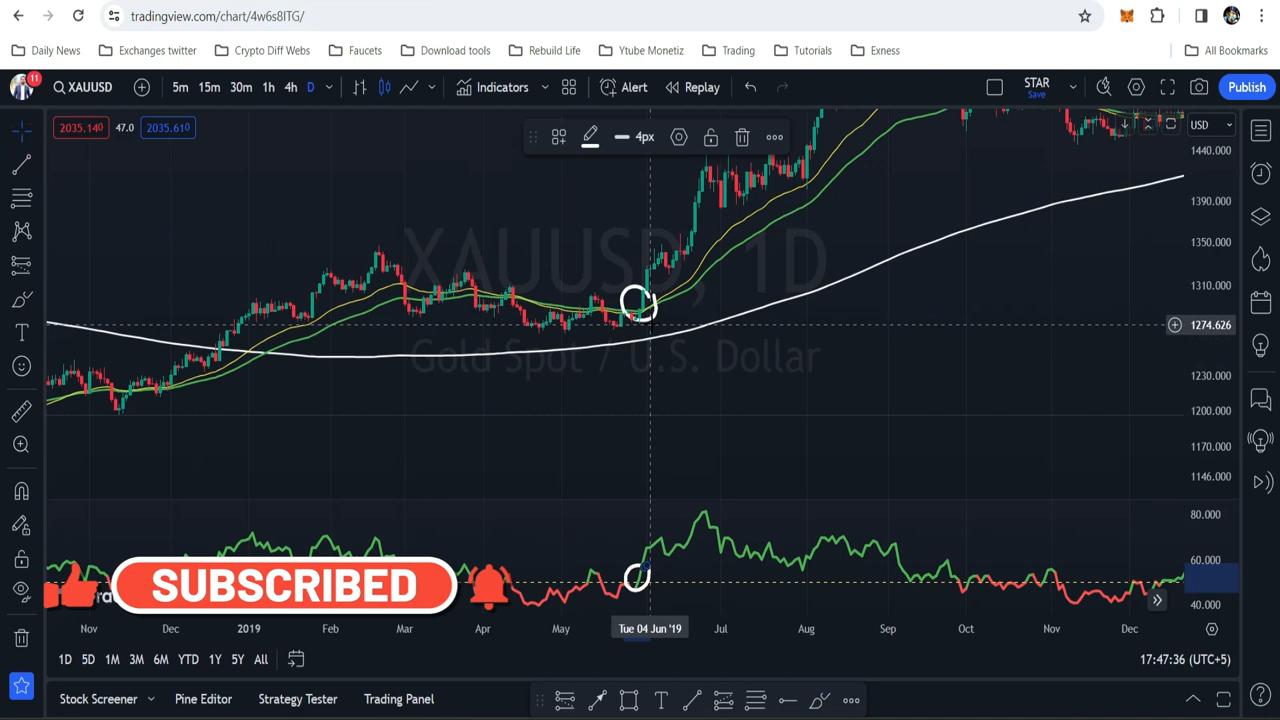 tradingview.com/chart/4w6s8ITG/
Daily News
Exchanges twitter
Crypto Diff Webs
Faucets
Download tools
Rebuild Life
Ytube Monetiz
Trading
Tutorials
Exness
All Bookmarks
11
XAUUSD
5m 15m 30m 1h 4h D
Indicators
Alert
Replay
STAR
Save
Publish
2035.140 47.0 2035.610
4px
USD
1440.000
1390.000
1350.000
1310.000
1274.626
1230.000
1200.000
1170.000
1146.000
XAUUSD, 1D
Gold Spot / U.S. Dollar
80.000
60.000
40.000
SUBSCRIBED
Nov Dec 2019 Feb Mar Apr May Tue 04 Jun '19 Jul Aug Sep Oct Nov Dec
1D 5D 1M 3M 6M YTD 1Y 5Y All
17:47:36 (UTC+5)
Stock Screener
Pine Editor
Strategy Tester
Trading Panel